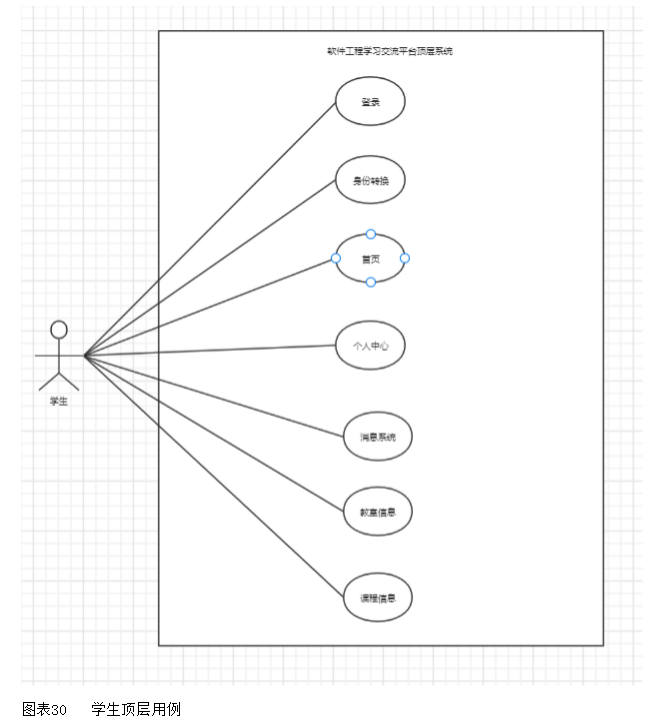 软件工程学习交流平台顶层系统
登录
身份转换
首页
个人中心
学生
消息系统
教室信息
课程信息
图表30 学生顶层用例